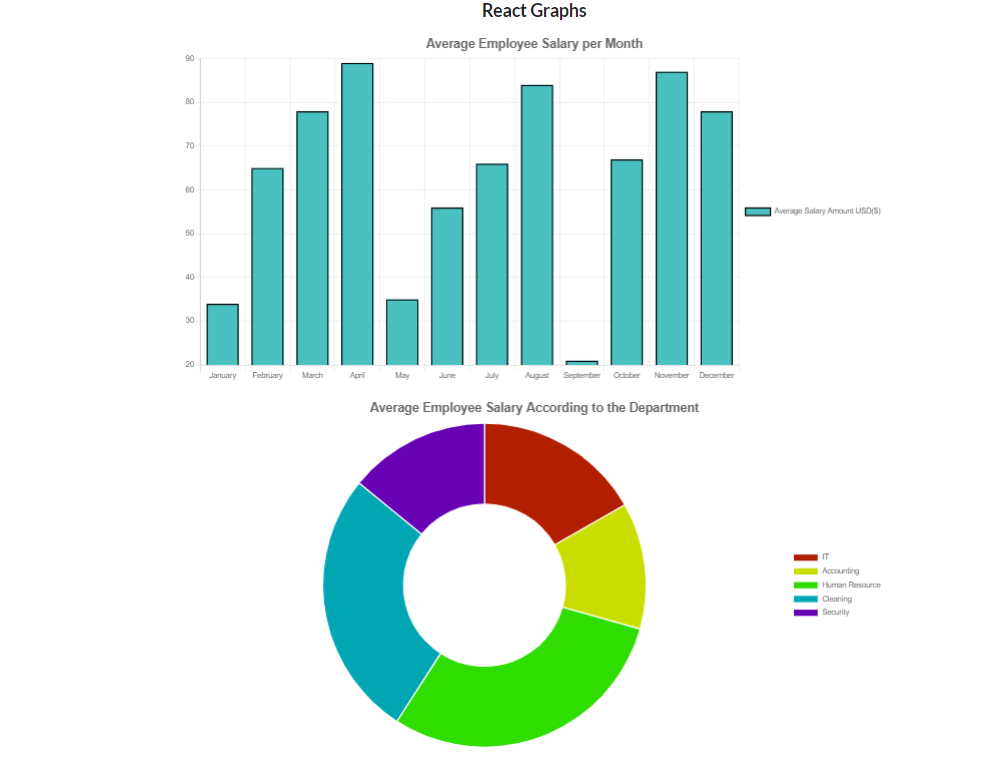 React Graphs
Average Employee Salary per Month
90
80
70
60
50
40
30
20
January February March April May June July August September October November December
Average Salary Amount USD($)
Average Employee Salary According to the Department
IT
Accounting
Human Resource
Cleaning
Security